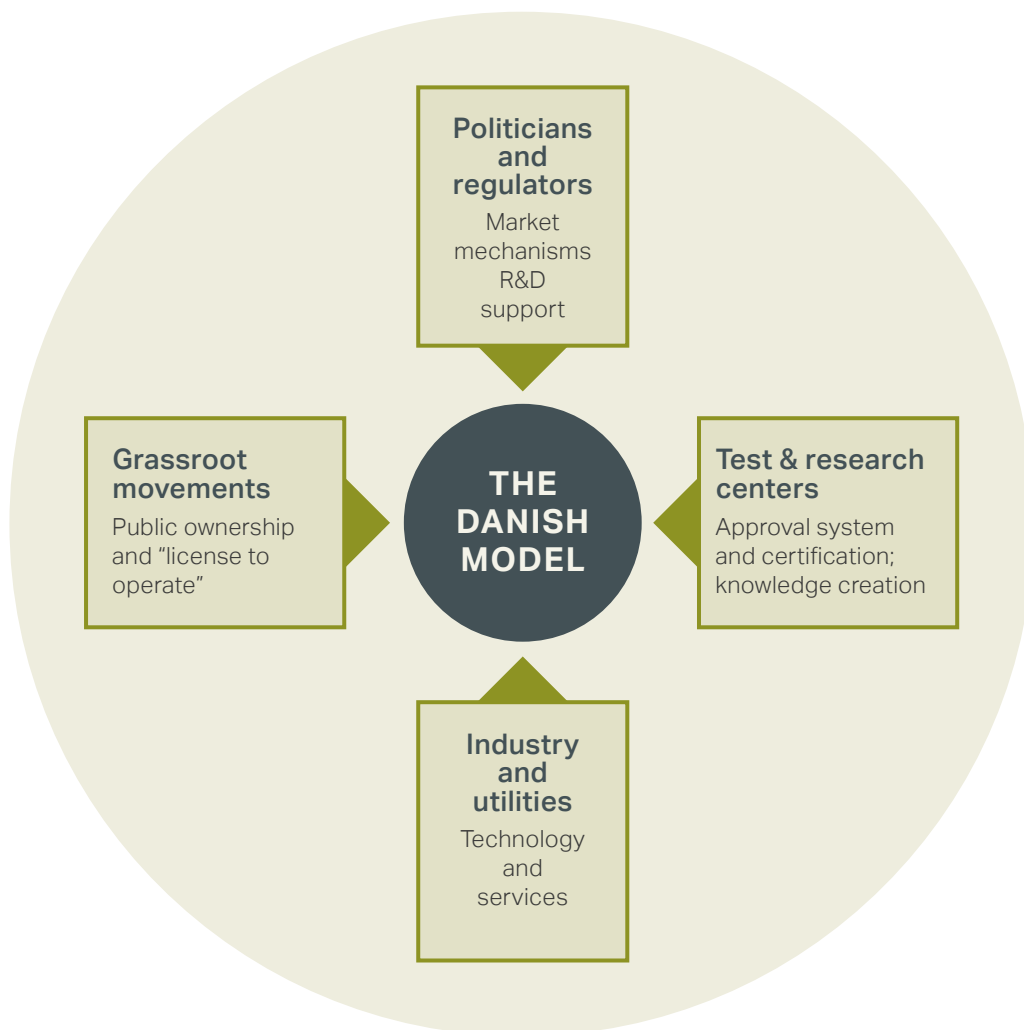 Politicians
and
regulators
Market
mechanisms
R&D
support
Grassroot
movements
Public ownership
and “license to
operate”
THE
DANISH
MODEL
Test & research
centers
Approval system
and certification;
knowledge creation
Industry
and
utilities
Technology
and
services